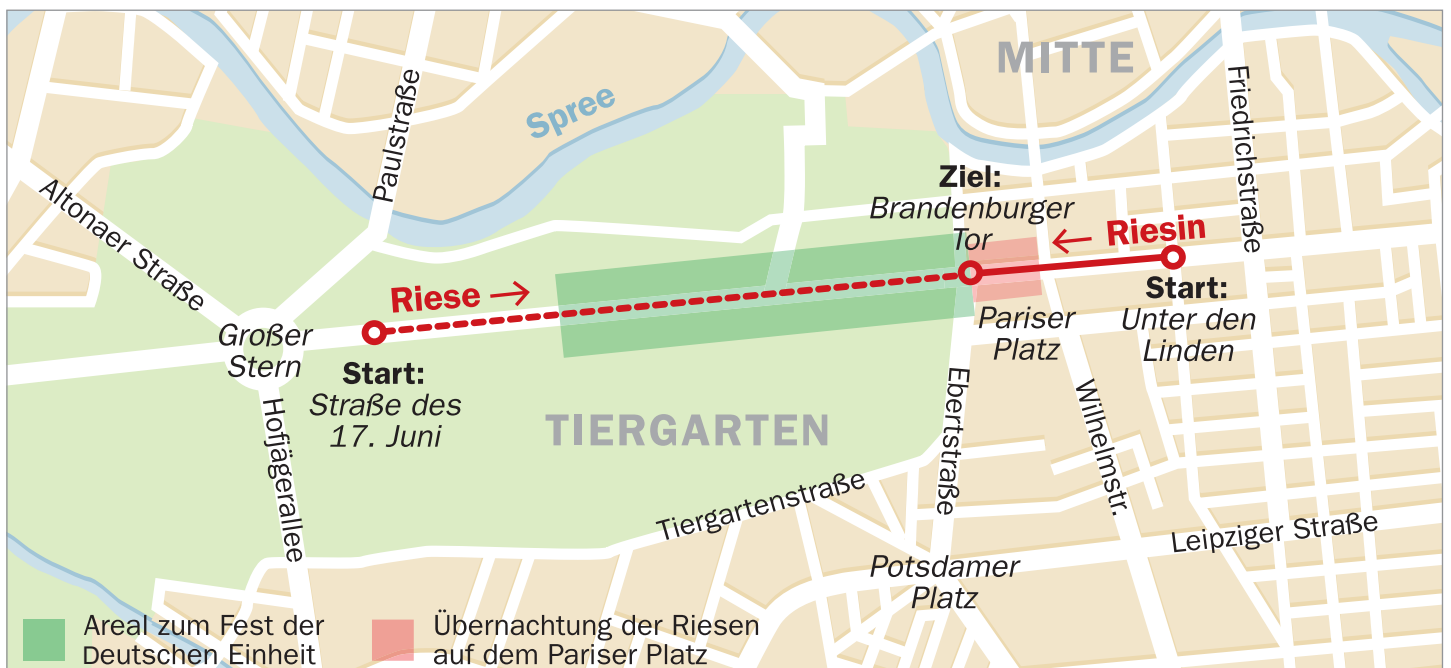 MITTE
Friedrichstraße
Paulstraße
Spree
Altonaer Straße
Ziel:
Brandenburger
Tor
Riesin
Riese
Start:
Unter den
Linden
Großer
Stern
Pariser
Platz
Start:
Straße des
17. Juni
TIERGARTEN
Hofjägerallee
Ebertstraße
Wilhelmstr.
Tiergartenstraße
Leipziger Straße
Potsdamer
Platz
Areal zum Fest der
Deutschen Einheit
Übernachtung der Riesen
auf dem Pariser Platz